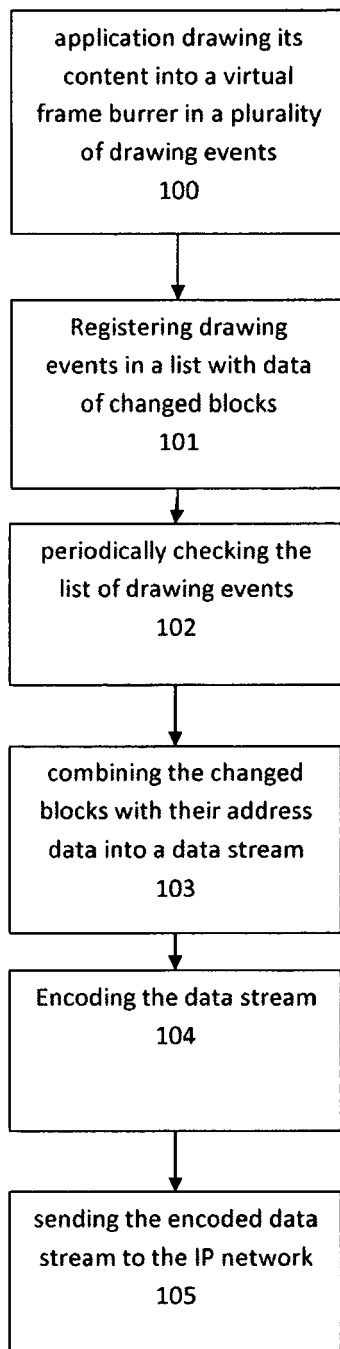 application drawing its
content into a virtual
frame burrer in a plurality
of drawing events
100
Registering drawing
events in a list with data
of changed blocks
101
periodically checking the
list of drawing events
102
combining the changed
blocks with their address
data into a data stream
103
Encoding the data stream
104
sending the encoded data
stream to the IP network
105